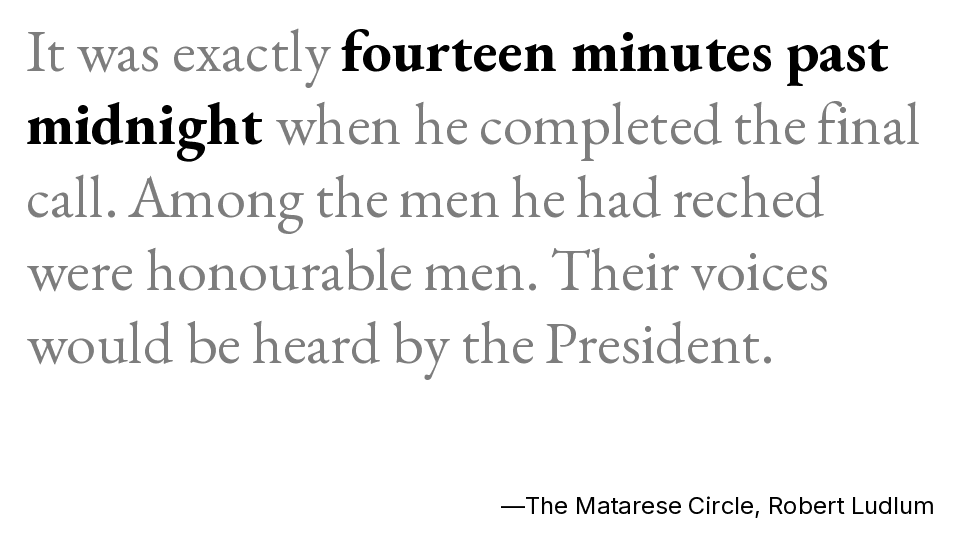 It was exactly fourteen minutes past
midnight when he completed the final
call. Among the men he had reched
were honourable men. Their voices
would be heard by the President.
—The Matarese Circle, Robert Ludlum